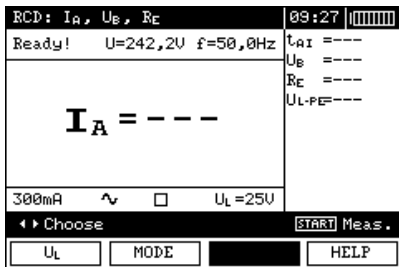 RCD: IA, UB, RE 09:27
Ready! U=242,2V f=50,0Hz
tAI =---
UB =---
RE =---
UL-PE=---
IA = ---
300mA UL=25V
Choose START Meas.
UL MODE HELP